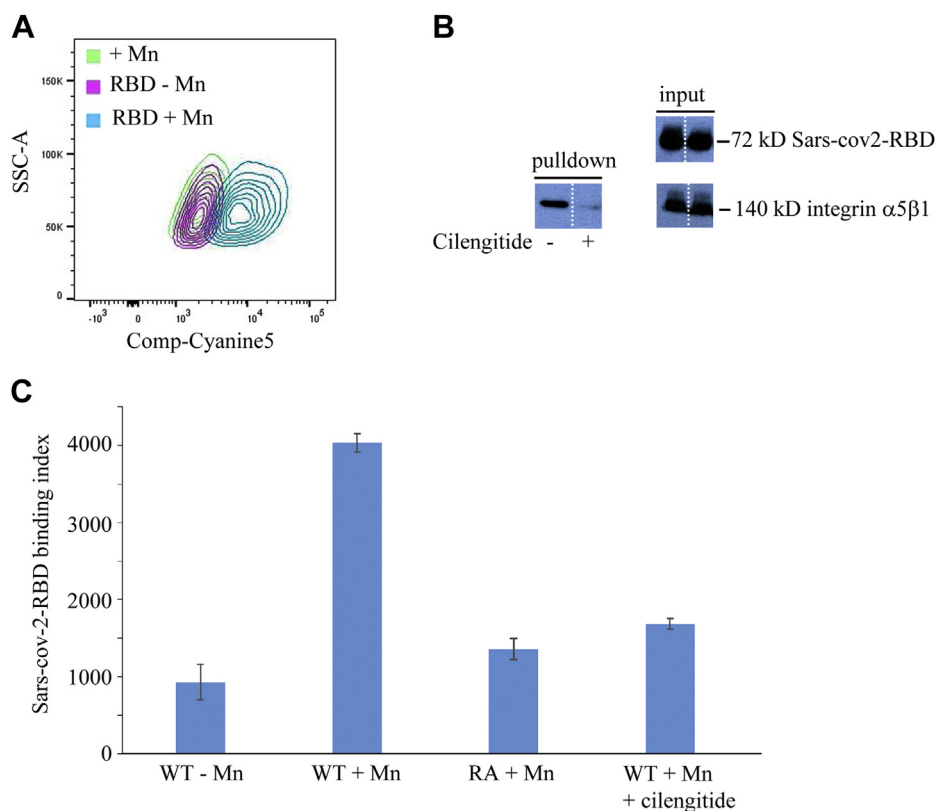 A
+ Mn
RBD - Mn
RBD + Mn
SSC-A
150K
100K
50K
0
-10³ 0 10³ 10⁴ 10⁵
Comp-Cyanine5
B
input
72 kD Sars-cov2-RBD
pulldown
140 kD integrin α5β1
Cilengitide - +
C
Sars-cov-2-RBD binding index
4000
3000
2000
1000
0
WT - Mn WT + Mn RA + Mn WT + Mn
+ cilengitide